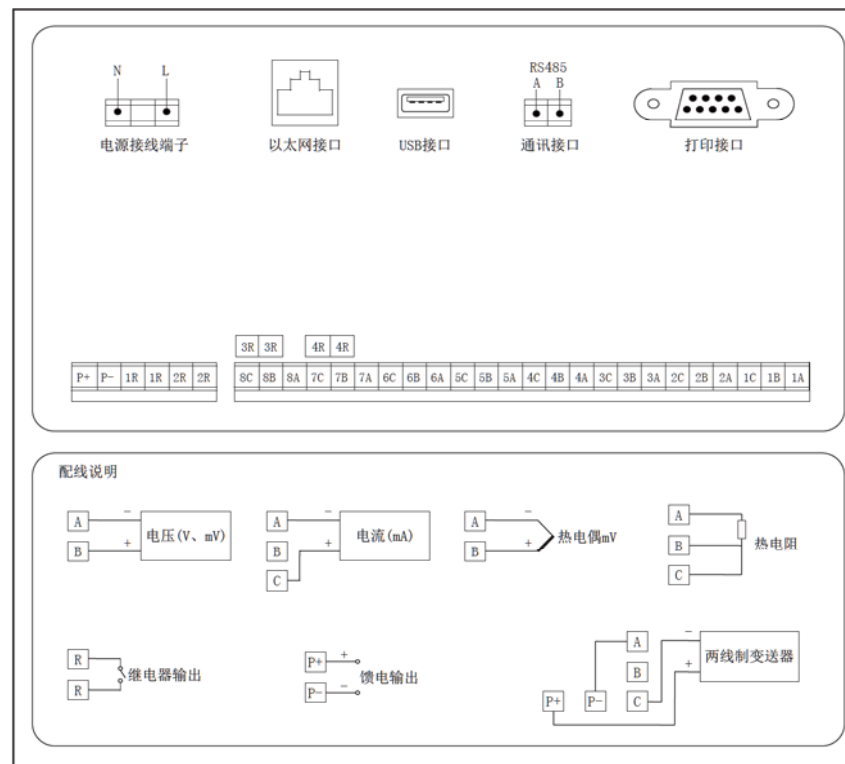 RS485
N L A B
电源接线端子 以太网接口 USB接口 通讯接口 打印接口
3R 3R 4R 4R
P+ P- 1R 1R 2R 2R 8C 8B 8A 7C 7B 7A 6C 6B 6A 5C 5B 5A 4C 4B 4A 3C 3B 3A 2C 2B 2A 1C 1B 1A
配线说明
A - B + 电压(V、mV)
A - B + C 电流(mA)
A - B + 热电偶mV
A B C 热电阻
R R 继电器输出
P+ + P- - 馈电输出
A B C P+ P- - + 两线制变送器